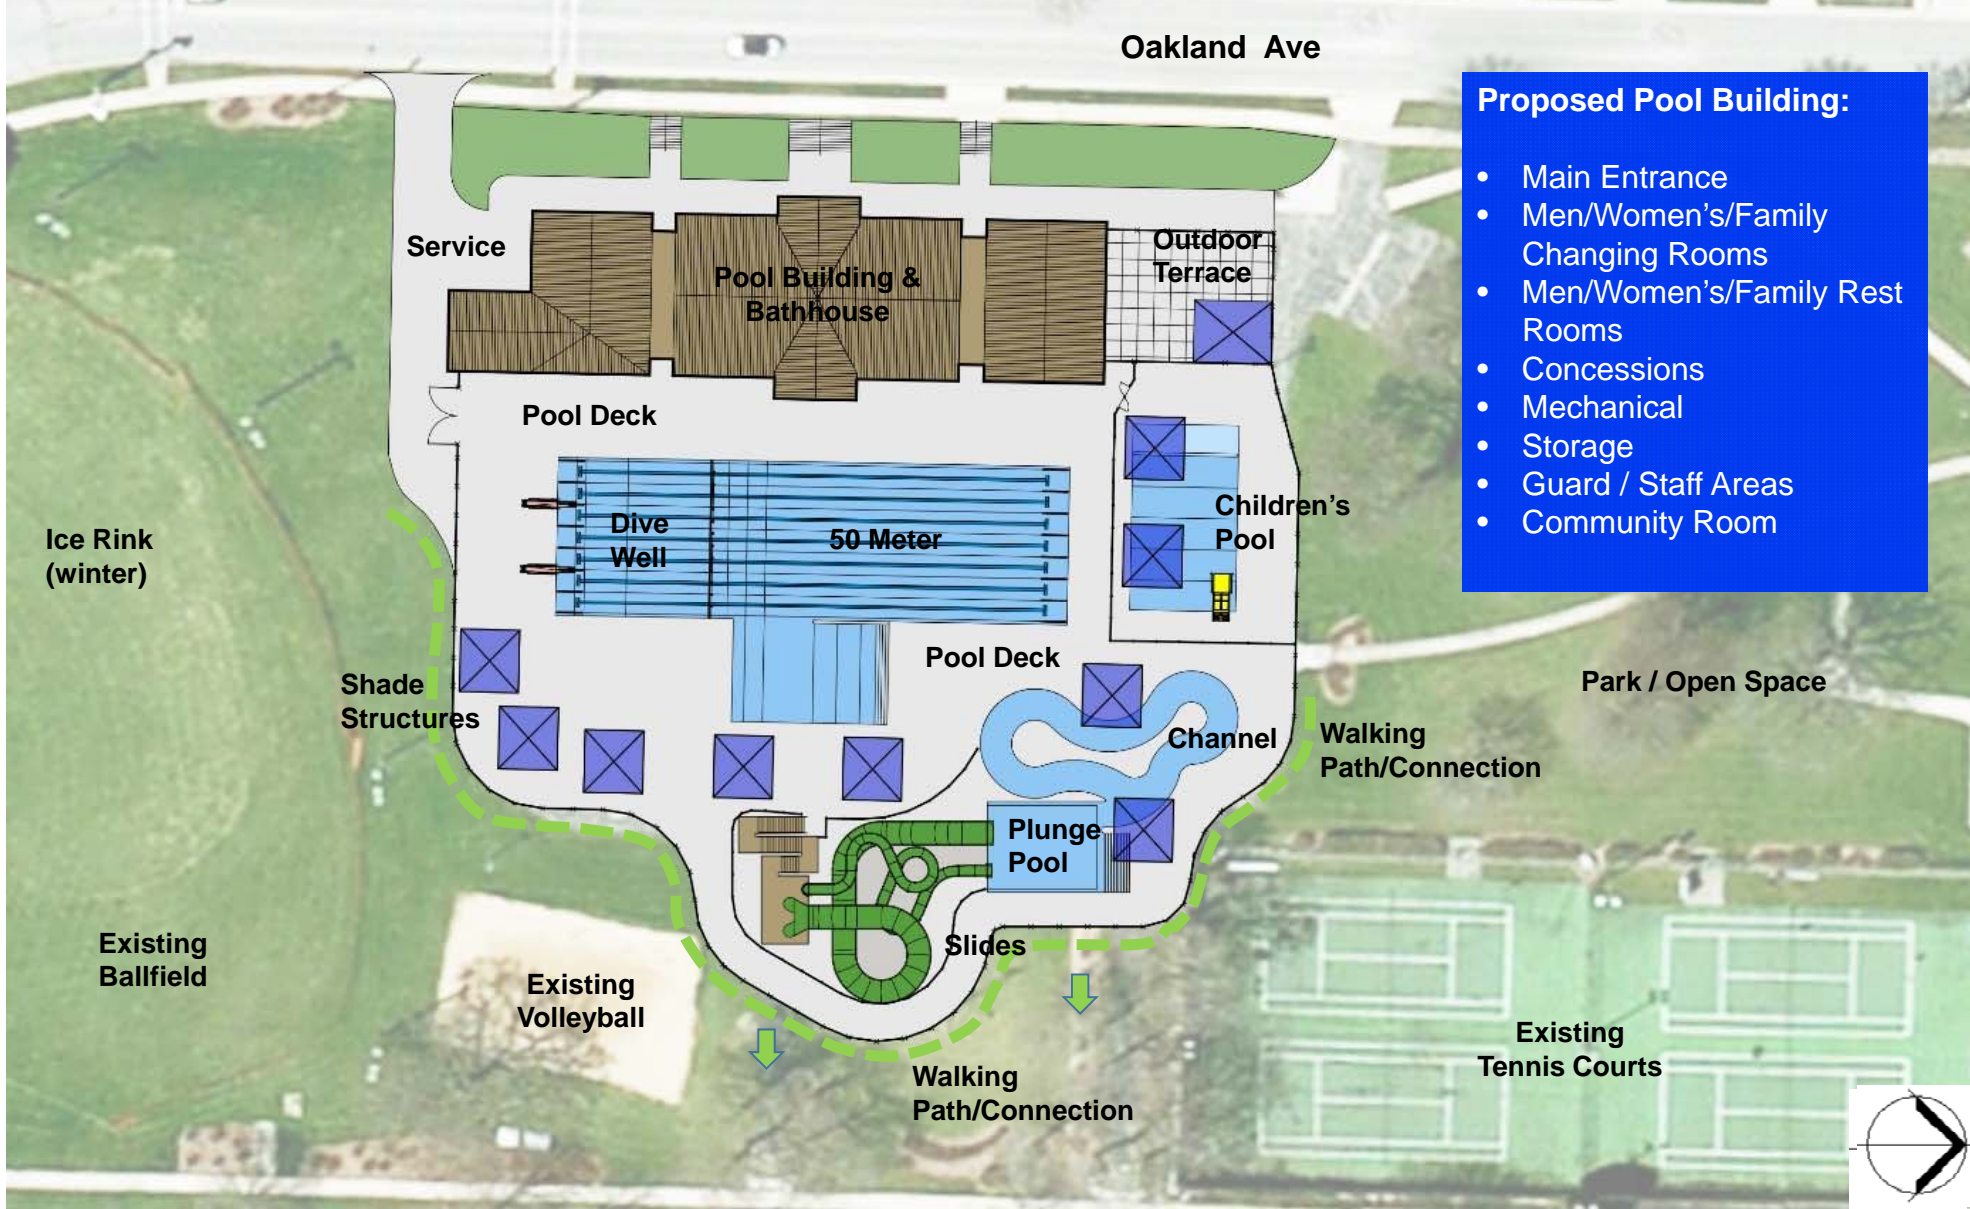 Oakland Ave
Proposed Pool Building:
• Main Entrance
• Men/Women’s/Family
Changing Rooms
• Men/Women’s/Family Rest
Rooms
• Concessions
• Mechanical
• Storage
• Guard / Staff Areas
• Community Room
Service
Outdoor
Terrace
Pool Building &
Bathhouse
Pool Deck
Dive
Well
50 Meter
Children’s
Pool
Ice Rink
(winter)
Pool Deck
Shade
Structures
Park / Open Space
Channel
Walking
Path/Connection
Plunge
Pool
Slides
Existing
Ballfield
Existing
Volleyball
Existing
Tennis Courts
Walking
Path/Connection